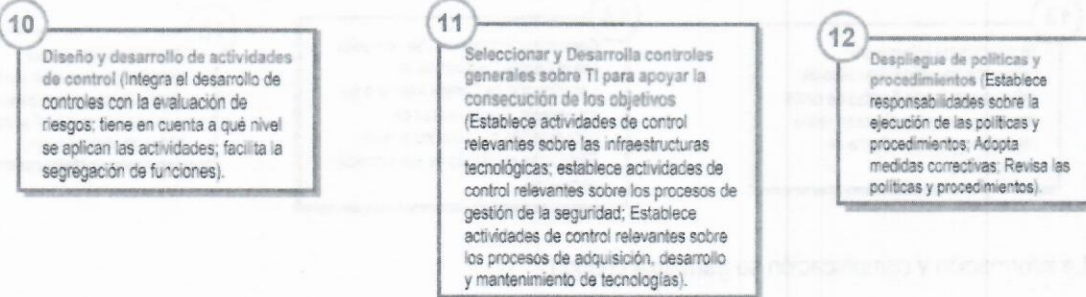 10
Diseño y desarrollo de actividades
de control (Integra el desarrollo de
controles con la evaluación de
riesgos; tiene en cuenta a qué nivel
se aplican las actividades; facilita la
segregación de funciones).
11
Seleccionar y Desarrolla controles
generales sobre TI para apoyar la
consecución de los objetivos
(Establece actividades de control
relevantes sobre las infraestructuras
tecnológicas; establece actividades de
control relevantes sobre los procesos de
gestión de la seguridad; Establece
actividades de control relevantes sobre
los procesos de adquisición, desarrollo
y mantenimiento de tecnologías).
12
Despliegue de políticas y
procedimientos (Establece
responsabilidades sobre la
ejecución de las políticas y
procedimientos; Adopta
medidas correctivas; Revisa las
políticas y procedimientos).